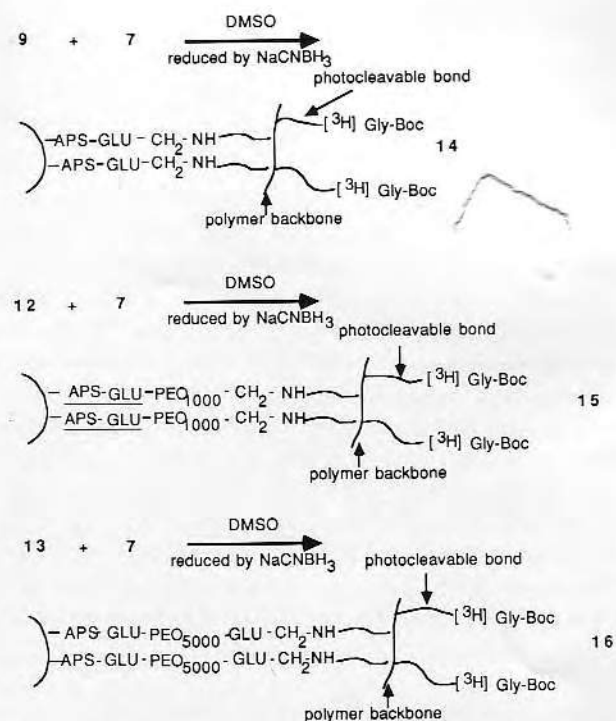 DMSO
9 + 7
reduced by NaCNBH3
photocleavable bond
[3H] Gly-Boc
APS-GLU-CH2-NH
14
APS-GLU-CH2-NH
[3H] Gly-Boc
polymer backbone
DMSO
12 + 7
reduced by NaCNBH3
photocleavable bond
[3H] Gly-Boc
APS-GLU-PEO1000-CH2-NH
15
APS-GLU-PEO1000-CH2-NH
[3H] Gly-Boc
polymer backbone
DMSO
13 + 7
reduced by NaCNBH3
photocleavable bond
[3H] Gly-Boc
APS-GLU-PEO5000-GLU-CH2-NH
16
APS-GLU-PEO5000-GLU-CH2NH
[3H] Gly-Boc
polymer backbone